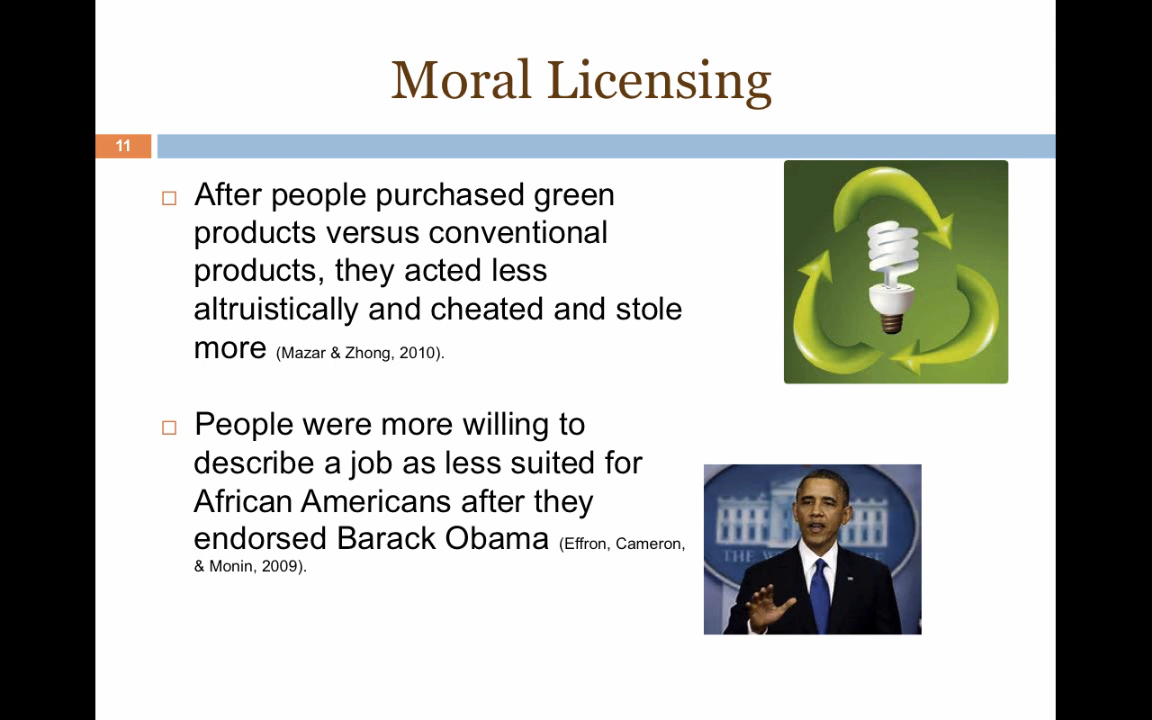 Moral Licensing
11
□ After people purchased green
products versus conventional
products, they acted less
altruistically and cheated and stole
more (Mazar & Zhong, 2010).
□ People were more willing to
describe a job as less suited for
African Americans after they
endorsed Barack Obama (Effron, Cameron,
& Monin, 2009).
THE W